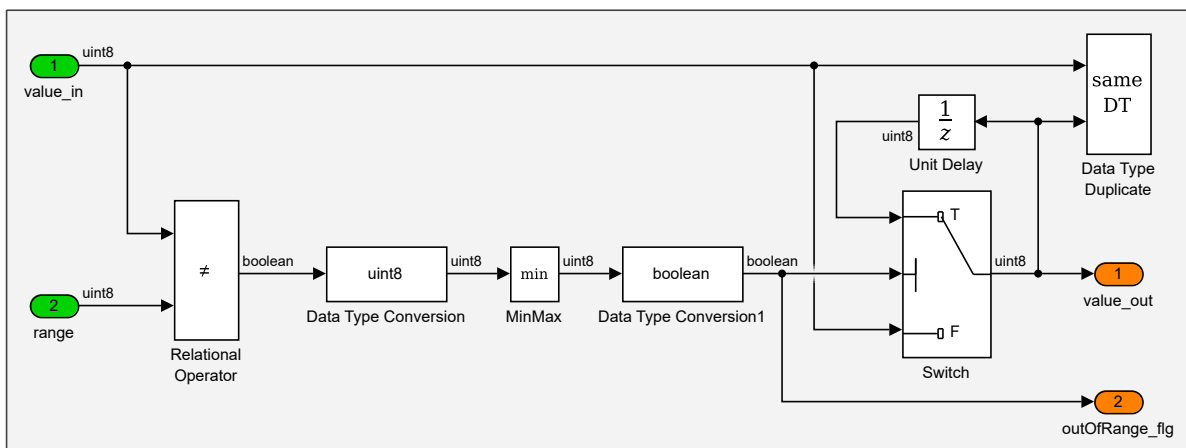 1
uint8
value_in
same
DT
Data Type
Duplicate
1
z
uint8
Unit Delay
T
≠
boolean
uint8
uint8
min
uint8
boolean
boolean
uint8
1
value_out
2
uint8
range
Data Type Conversion
MinMax
Data Type Conversion1
F
Relational
Operator
Switch
2
outOfRange_flg